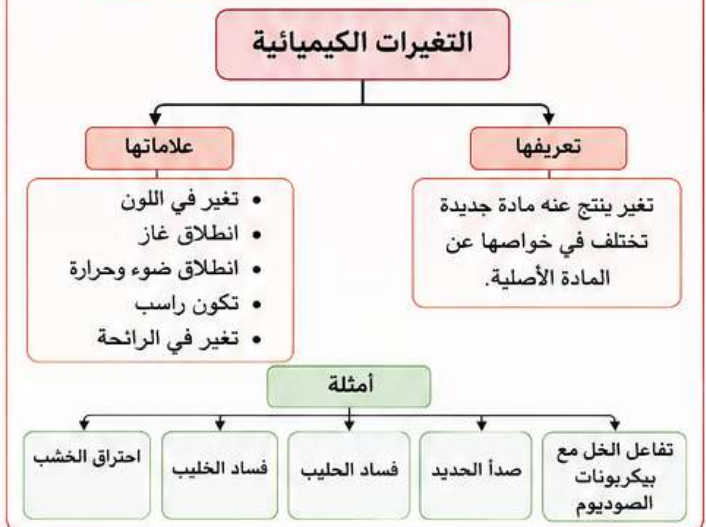 التغيرات الكيميائية
تعريفها
تغير ينتج عنه مادة جديدة
تختلف في خواصها عن
المادة الأصلية.
علاماتها
• تغير في اللون
• انطلاق غاز
• انطلاق ضوء وحرارة
• تكون راسب
• تغير في الرائحة
أمثلة
تفاعل الخل مع
بيكربونات
الصوديوم
صدأ الحديد
فساد الحليب
فساد الخليب
احتراق الخشب